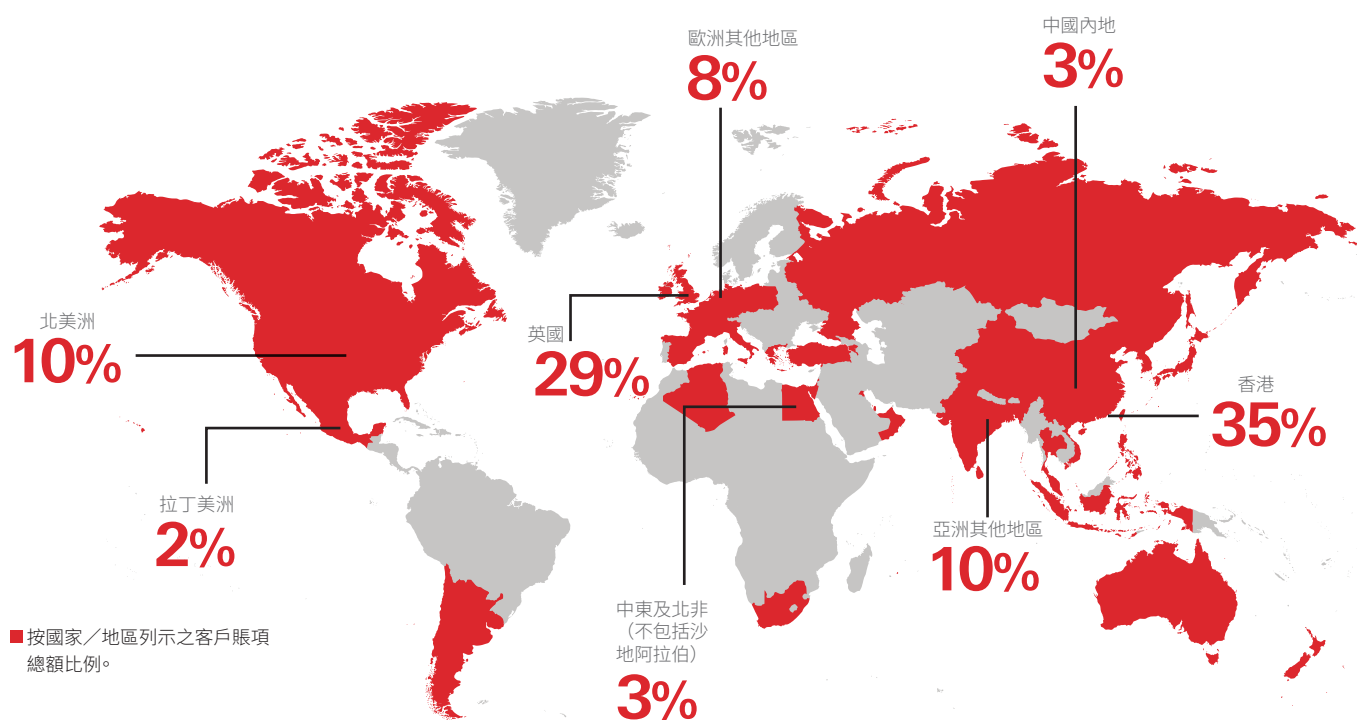 中國內地
3%
歐洲其他地區
8%
北美洲
10%
英國
29%
香港
35%
拉丁美洲
2%
亞洲其他地區
10%
中東及北非
（不包括沙
地阿拉伯）
3%
按國家／地區列示之客戶賬項
總額比例。